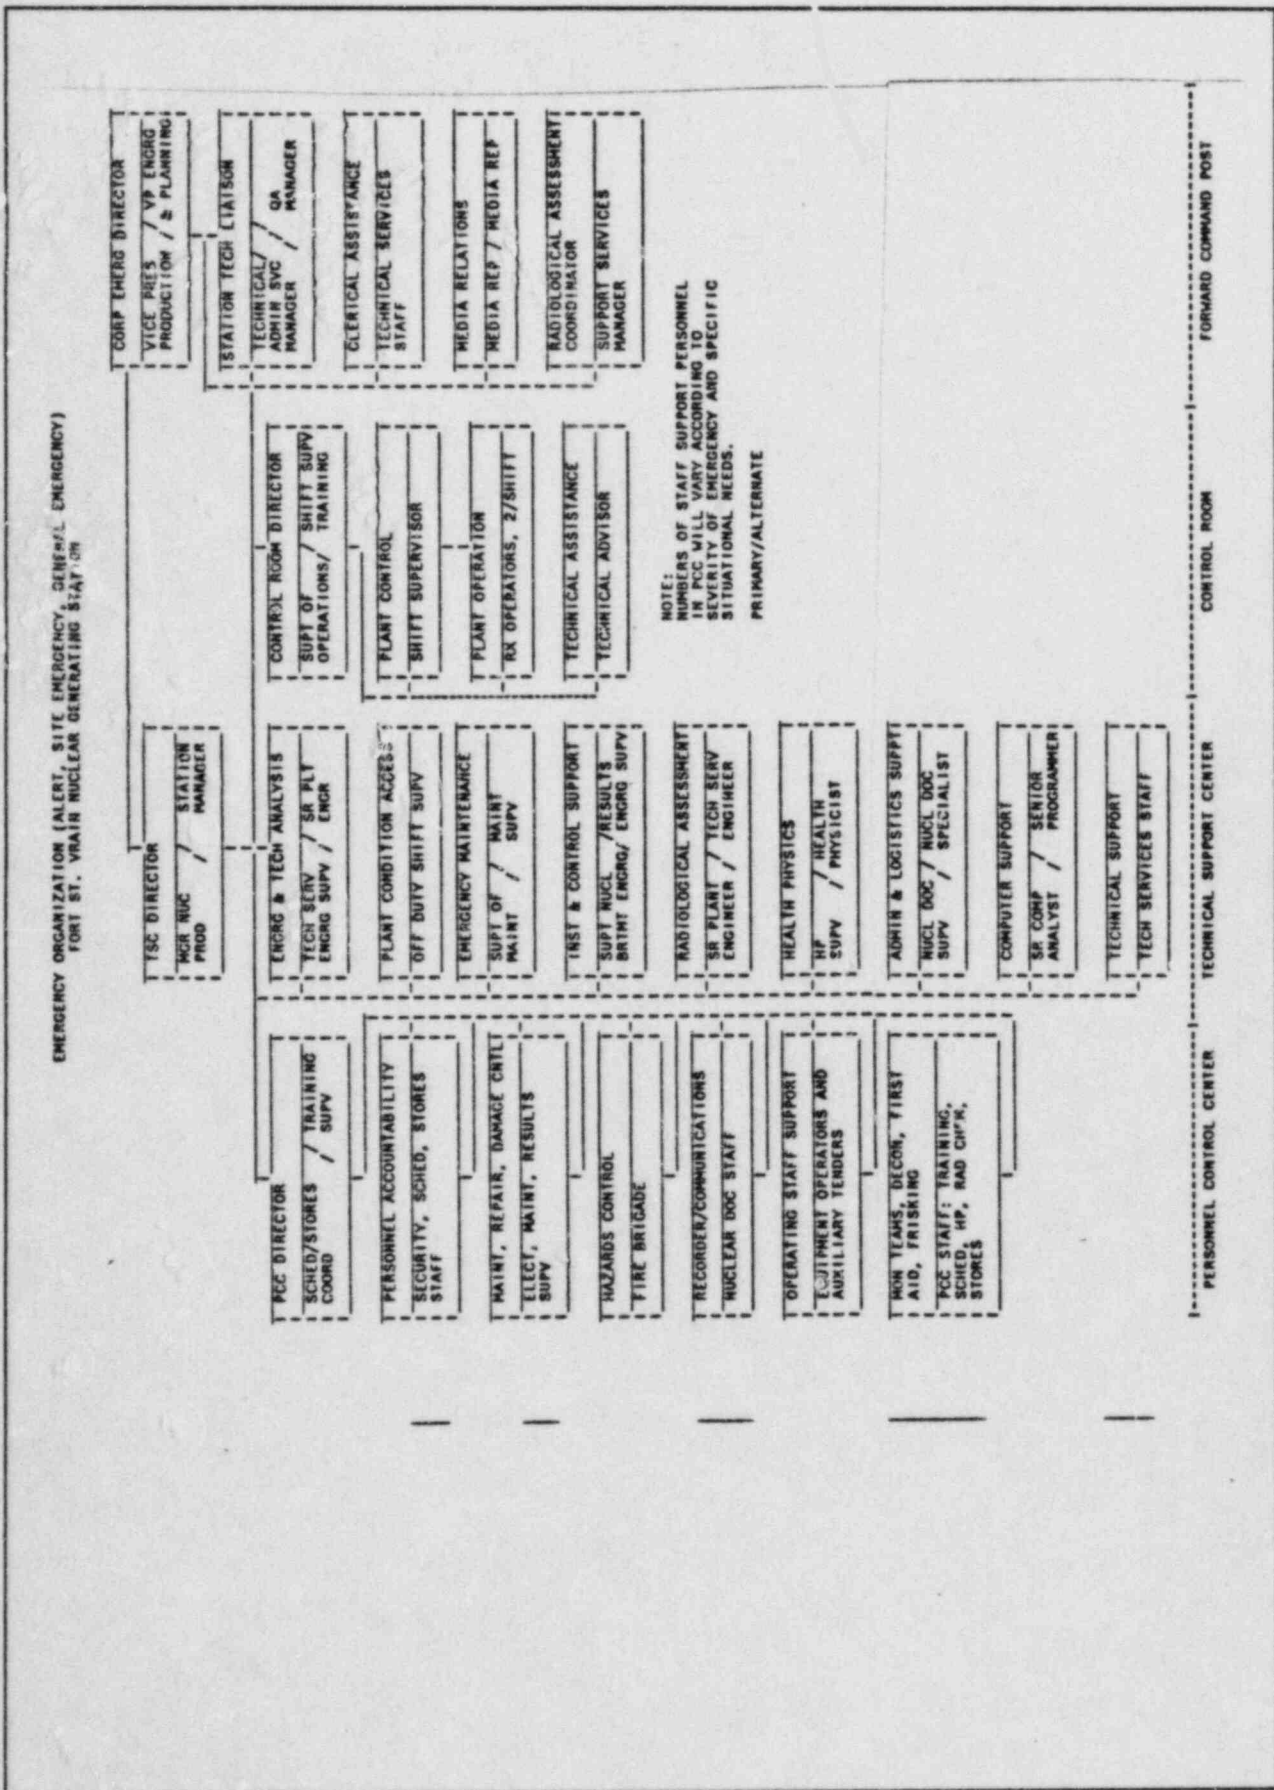 EMERGENCY ORGANIZATION (ALERT, SITE EMERGENCY, GENERAL EMERGENCY)
FORT ST. VRAIN NUCLEAR GENERATING STATION
CORP EMERG DIRECTOR
VICE PRES / VP ENGRG
PRODUCTION / & PLANNING
TSC DIRECTOR
MGR NUC / STATION
PROD MANAGER
PCC DIRECTOR
SCHED/STORES / TRAINING
COORD / SUPV
PERSONNEL ACCOUNTABILITY
SECURITY, SCHED, STORES
STAFF
MAINT, REPAIR, DAMAGE CNTL
ELECT, MAINT, RESULTS
SUPV
HAZARDS CONTROL
FIRE BRIGADE
RECORDER/COMMUNICATIONS
NUCLEAR DOC STAFF
OPERATING STAFF SUPPORT
EQUIPMENT OPERATORS AND
AUXILIARY TENDERS
MON TEAMS, DECON, FIRST
AID, FRISKING
PCC STAFF: TRAINING,
SCHED, HP, RAD CHEM,
STORES
ENGRG & TECH ANALYSIS
TECH SERV / SR PLT
ENGRG SUPV / ENGR
PLANT CONDITION ACCESS
OFF DUTY SHIFT SUPV
EMERGENCY MAINTENANCE
SUPT OF / MAINT
MAINT / SUPV
INST & CONTROL SUPPORT
SUPT NUCL /RESULTS
BRTMT ENGRG/ ENGRG SUPV
RADIOLOGICAL ASSESSMENT
SR PLANT / TECH SERV
ENGINEER / ENGINEER
HEALTH PHYSICS
HP / HEALTH
SUPV / PHYSICIST
ADMIN & LOGISTICS SUPPT
NUCL DOC / NUCL DOC
SUPV / SPECIALIST
COMPUTER SUPPORT
SR COMP / SENIOR
ANALYST / PROGRAMMER
TECHNICAL SUPPORT
TECH SERVICES STAFF
CONTROL ROOM DIRECTOR
SUPT OF / SHIFT SUPV
OPERATIONS/ TRAINING
PLANT CONTROL
SHIFT SUPERVISOR
PLANT OPERATION
RX OPERATORS, 2/SHIFT
TECHNICAL ASSISTANCE
TECHNICAL ADVISOR
NOTE:
NUMBERS OF STAFF SUPPORT PERSONNEL
IN PCC WILL VARY ACCORDING TO
SEVERITY OF EMERGENCY AND SPECIFIC
SITUATIONAL NEEDS.
PRIMARY/ALTERNATE
STATION TECH LIAISON
TECHNICAL/ /
ADMIN SVC / QA
MANAGER / MANAGER
CLERICAL ASSISTANCE
TECHNICAL SERVICES
STAFF
MEDIA RELATIONS
MEDIA REP / MEDIA REP
RADIOLOGICAL ASSESSMENT
COORDINATOR
SUPPORT SERVICES
MANAGER
PERSONNEL CONTROL CENTER
TECHNICAL SUPPORT CENTER
CONTROL ROOM
FORWARD COMMAND POST